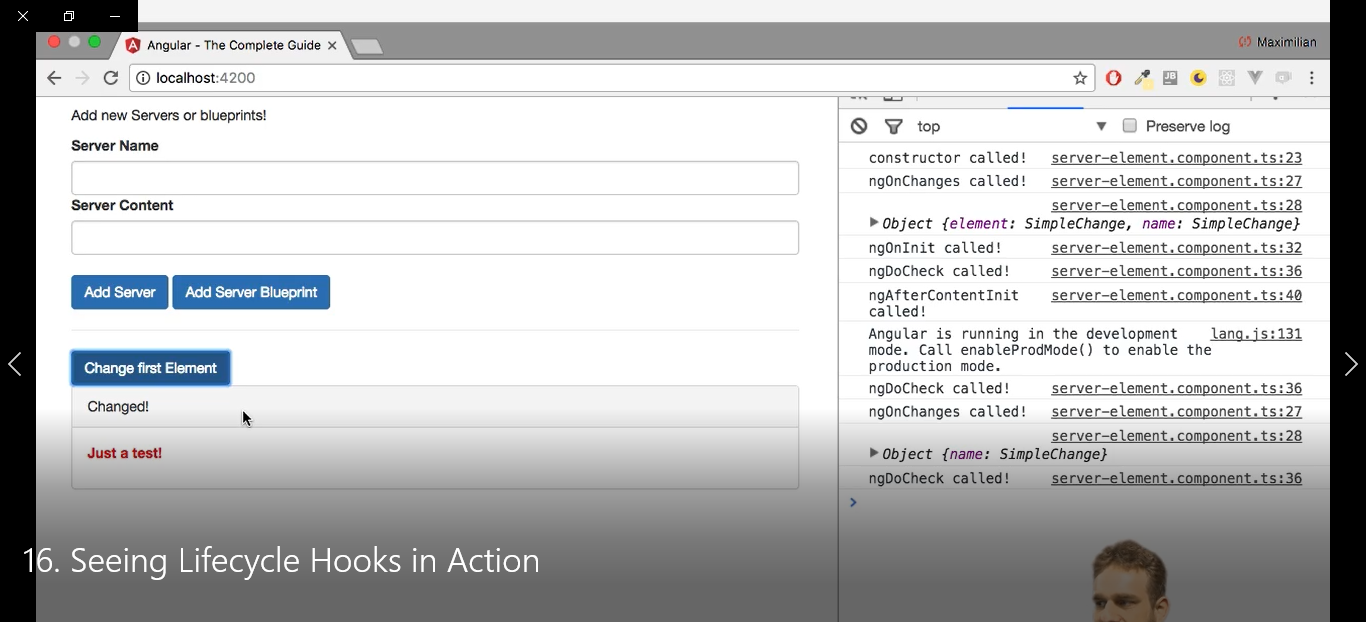 Angular - The Complete Guide
Maximilian
localhost:4200
Add new Servers or blueprints!
Server Name
Server Content
Add Server
Add Server Blueprint
Change first Element
Changed!
Just a test!
top
Preserve log
constructor called! server-element.component.ts:23
ngOnChanges called! server-element.component.ts:27
server-element.component.ts:28
Object {element: SimpleChange, name: SimpleChange}
ngOnInit called! server-element.component.ts:32
ngDoCheck called! server-element.component.ts:36
ngAfterContentInit server-element.component.ts:40
called!
Angular is running in the development lang.js:131
mode. Call enableProdMode() to enable the
production mode.
ngDoCheck called! server-element.component.ts:36
ngOnChanges called! server-element.component.ts:27
server-element.component.ts:28
Object {name: SimpleChange}
ngDoCheck called! server-element.component.ts:36
16. Seeing Lifecycle Hooks in Action